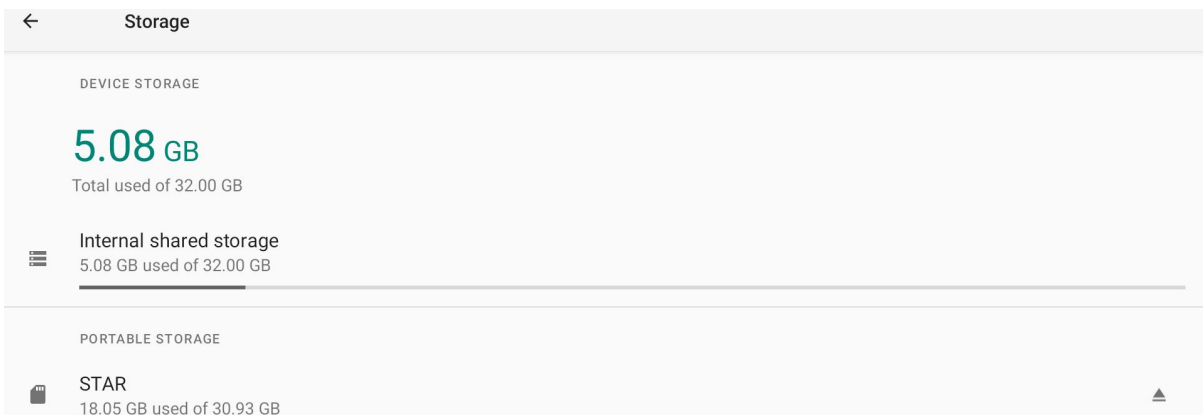 Storage
DEVICE STORAGE
5.08 GB
Total used of 32.00 GB
Internal shared storage
5.08 GB used of 32.00 GB
PORTABLE STORAGE
STAR
18.05 GB used of 30.93 GB